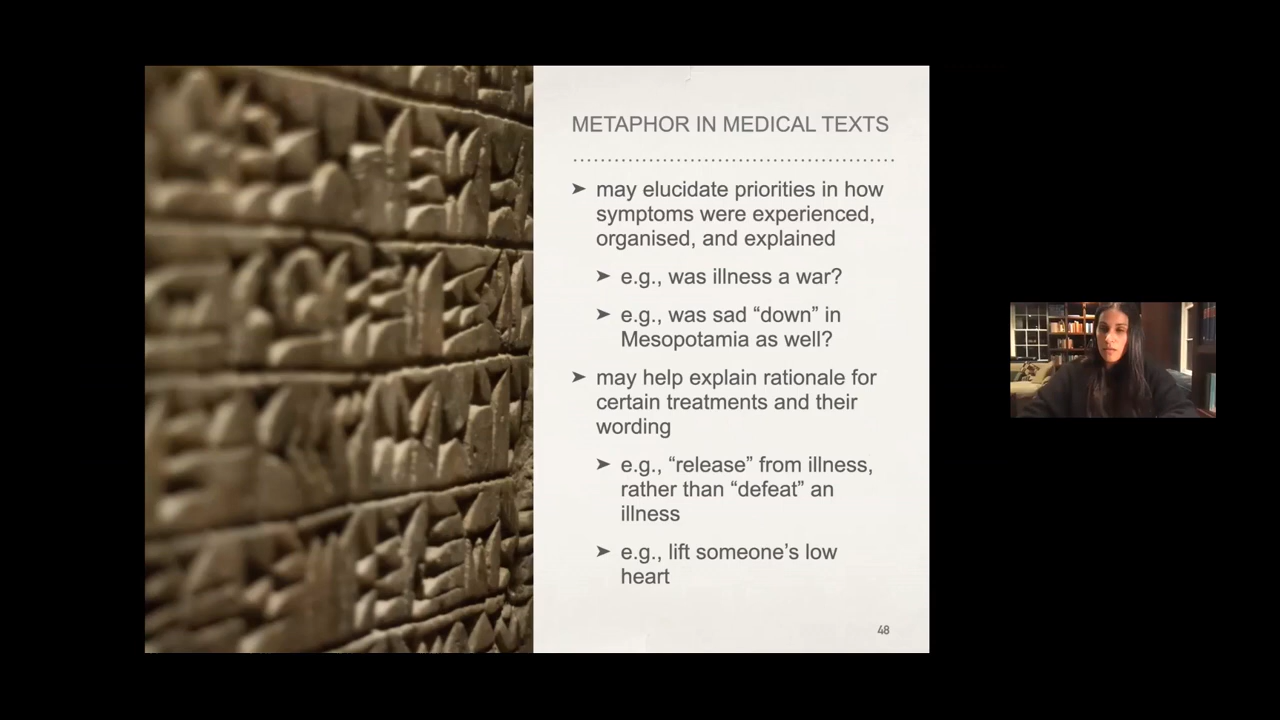 METAPHOR IN MEDICAL TEXTS
➤ may elucidate priorities in how
symptoms were experienced,
organised, and explained
➤ e.g., was illness a war?
➤ e.g., was sad “down” in
Mesopotamia as well?
➤ may help explain rationale for
certain treatments and their
wording
➤ e.g., “release” from illness,
rather than “defeat” an
illness
➤ e.g., lift someone’s low
heart
48